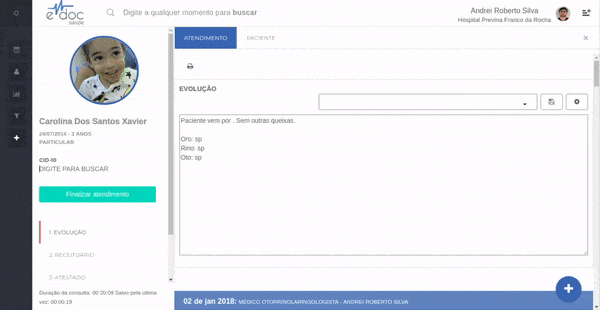 e·doc
SAÚDE
Digite a qualquer momento para buscar
Andrei Roberto Silva
Hospital Previna Franco da Rocha
ATENDIMENTO
PACIENTE
EVOLUÇÃO
Paciente vem por . Sem outras queixas.
Oro: sp
Rino: sp
Oto: sp
Carolina Dos Santos Xavier
24/07/2014 - 3 ANOS
PARTICULAR
CID-10
DIGITE PARA BUSCAR
Finalizar atendimento
1. EVOLUÇÃO
2. RECEITUÁRIO
3. ATESTADO
Duração da consulta: 00:20:09 Salvo pela última
vez: 00:00:19
02 de jan 2018: MÉDICO OTORRINOLARINGOLOGISTA - ANDREI ROBERTO SILVA